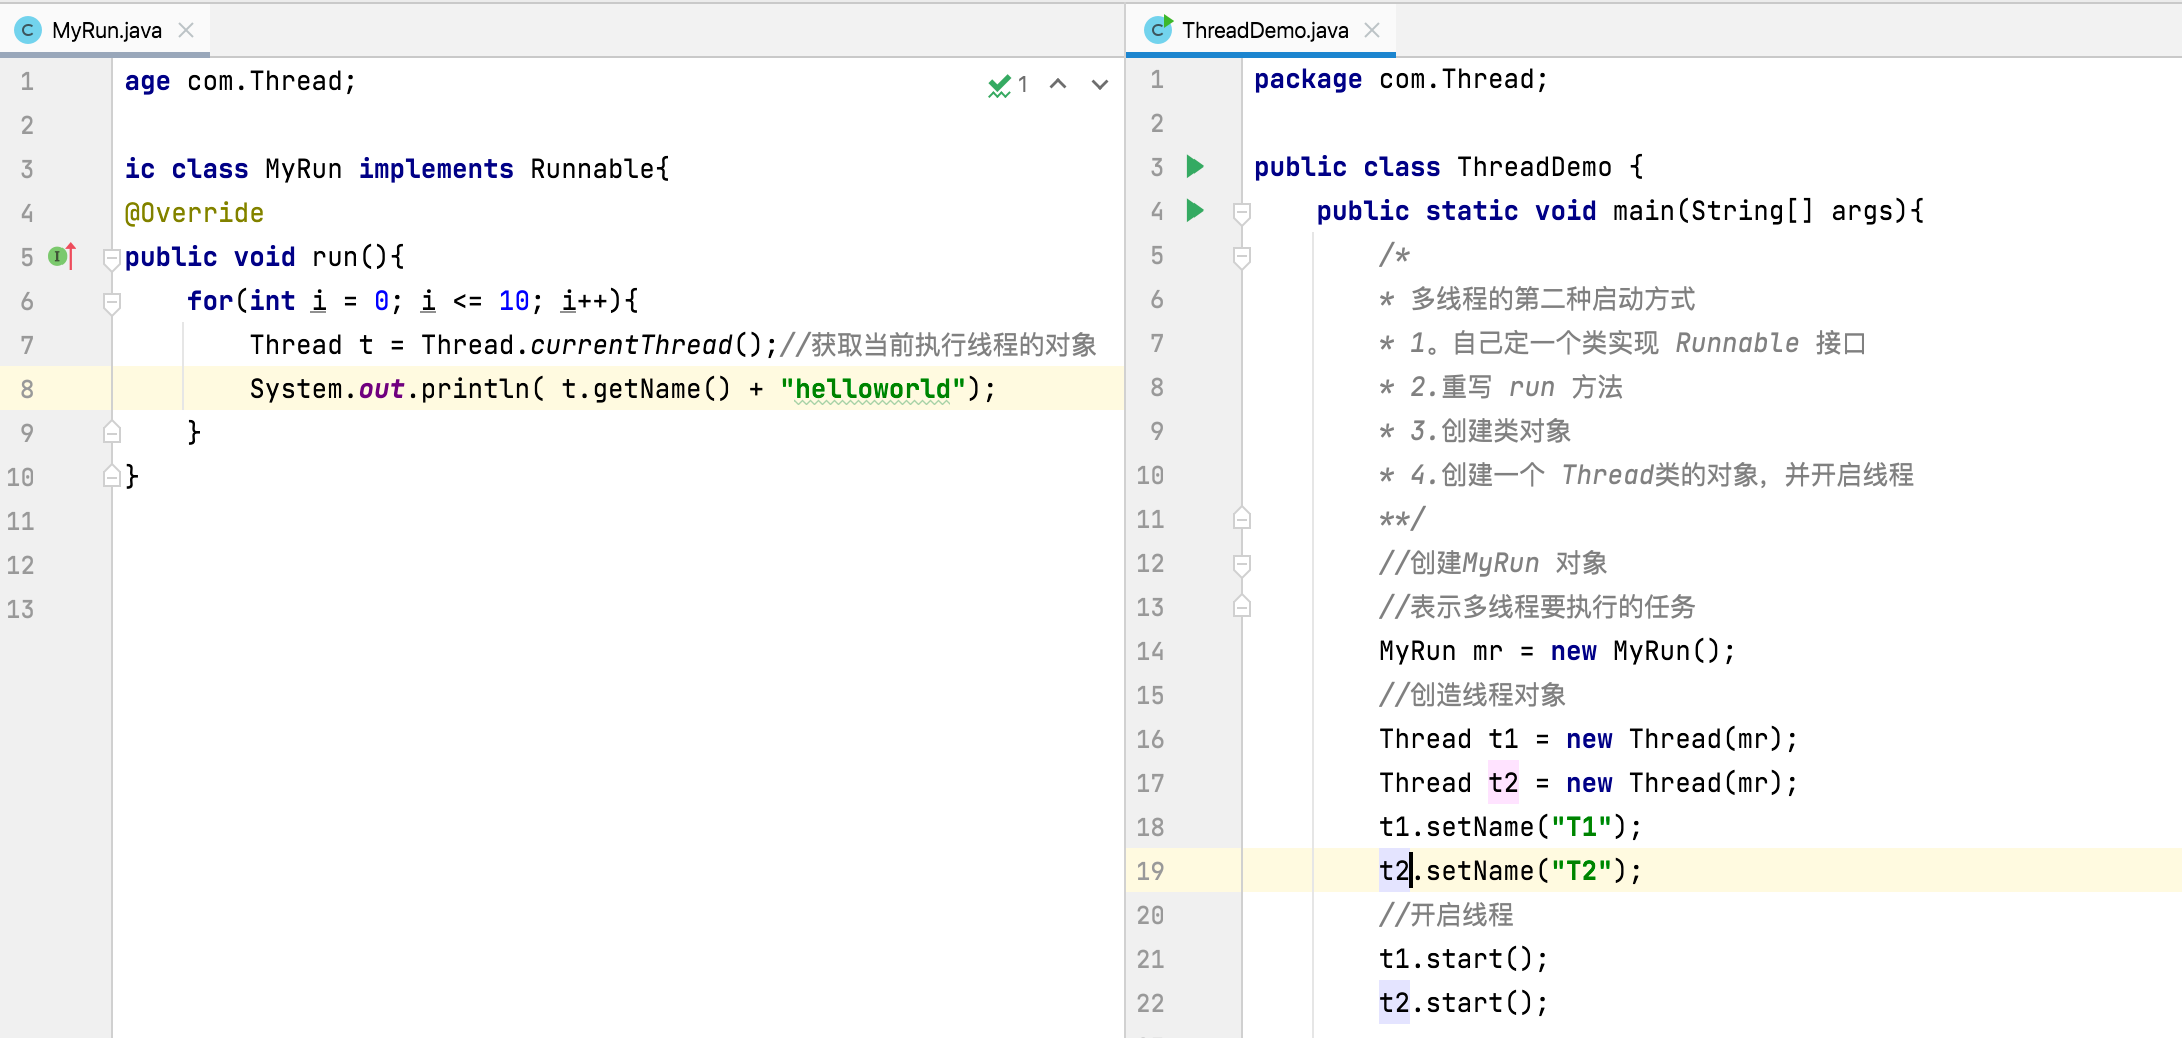 MyRun.java
1 age com.Thread;
1
2
3 ic class MyRun implements Runnable{
4 @Override
5 public void run(){
6 for(int i = 0; i <= 10; i++){
7 Thread t = Thread.currentThread();//获取当前执行线程的对象
8 System.out.println( t.getName() + "helloworld");
9 }
10 }
11
12
13
ThreadDemo.java
1 package com.Thread;
2
3 public class ThreadDemo {
4 public static void main(String[] args){
5 /*
6 * 多线程的第二种启动方式
7 * 1。自己定一个类实现 Runnable 接口
8 * 2.重写 run 方法
9 * 3.创建类对象
10 * 4.创建一个 Thread类的对象，并开启线程
11 **/
12 //创建MyRun 对象
13 //表示多线程要执行的任务
14 MyRun mr = new MyRun();
15 //创造线程对象
16 Thread t1 = new Thread(mr);
17 Thread t2 = new Thread(mr);
18 t1.setName("T1");
19 t2.setName("T2");
20 //开启线程
21 t1.start();
22 t2.start();